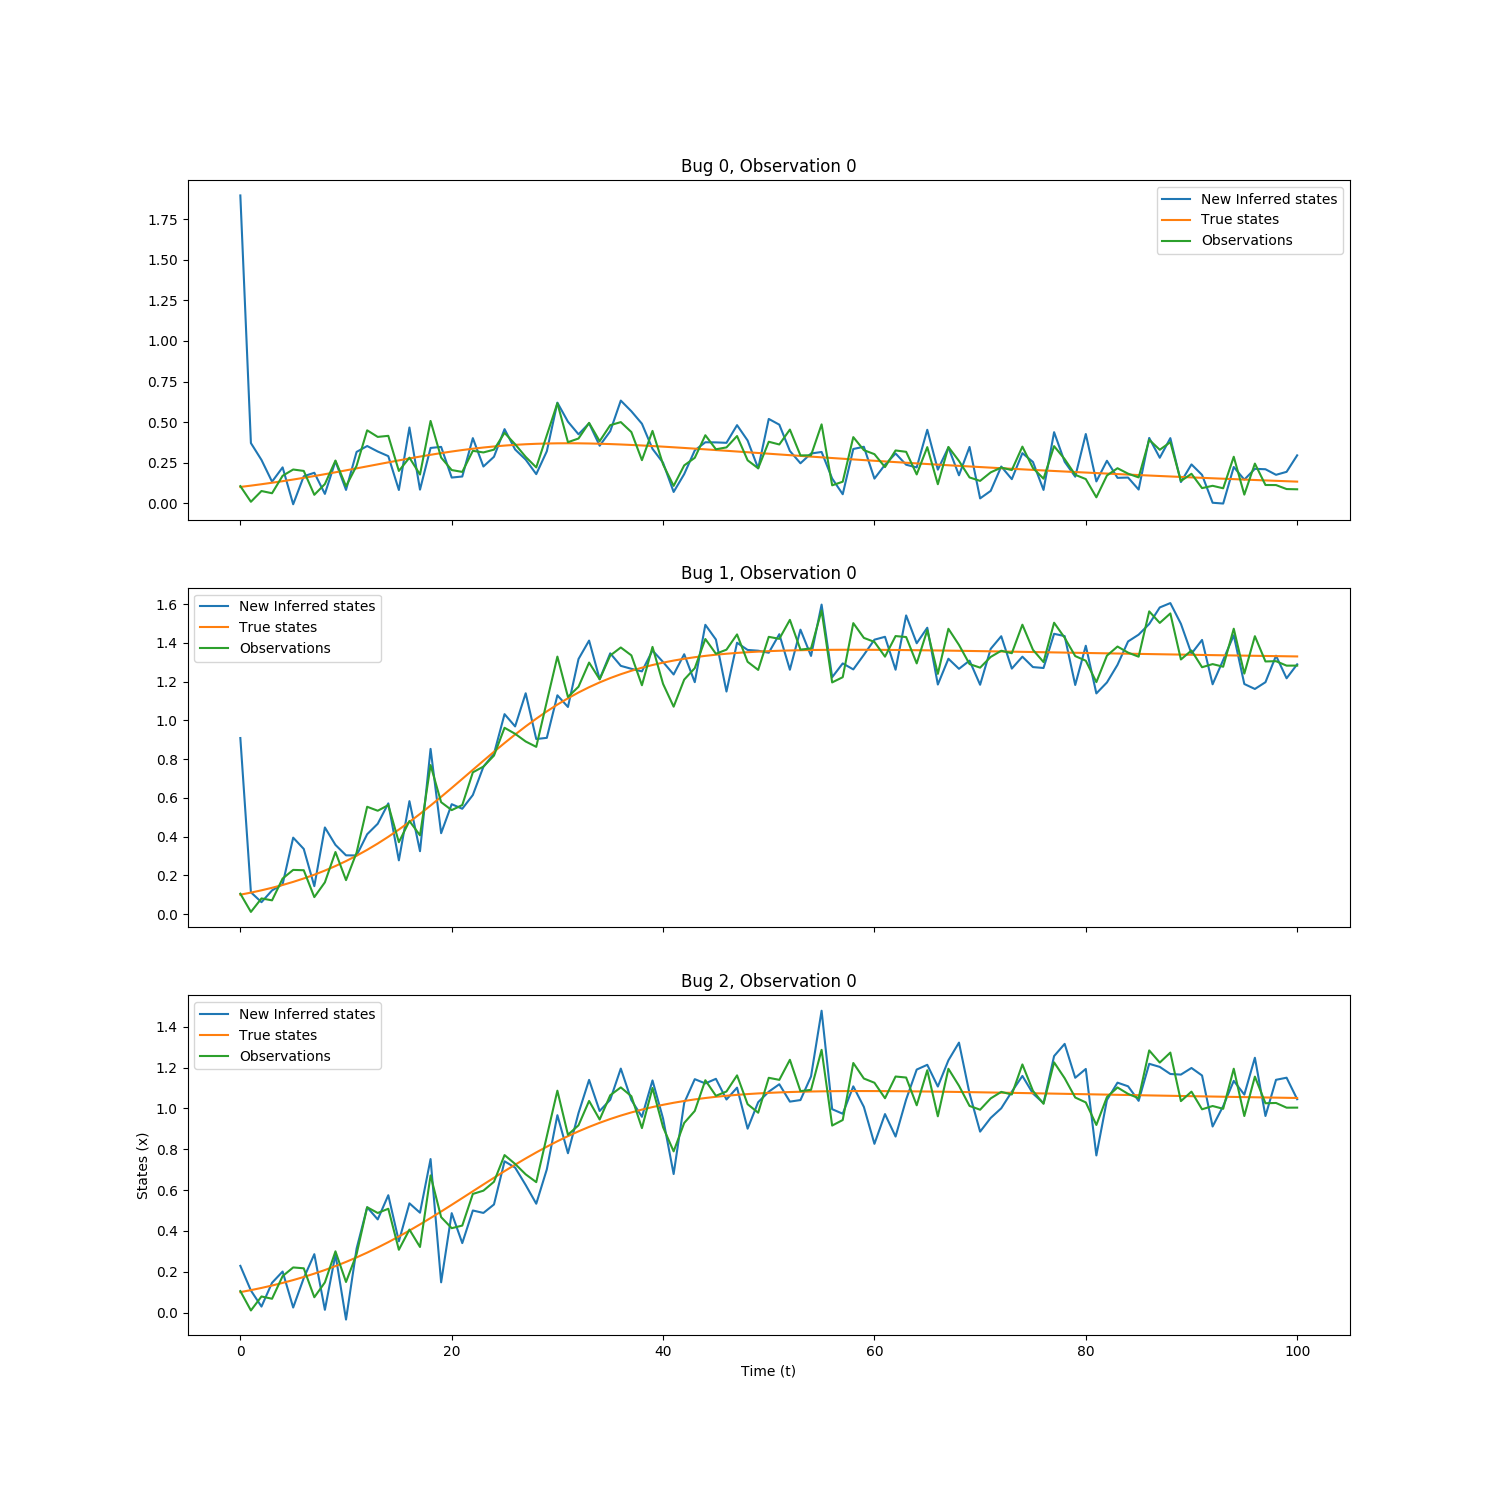 Bug 0, Observation 0
New Inferred states
True states
Observations
1.75
1.50
1.25
1.00
0.75
0.50
0.25
0.00
Bug 1, Observation 0
New Inferred states
True states
Observations
1.6
1.4
1.2
1.0
0.8
0.6
0.4
0.2
0.0
Bug 2, Observation 0
New Inferred states
True states
Observations
1.4
1.2
1.0
0.8
0.6
0.4
0.2
0.0
States (x)
0 20 40 60 80 100
Time (t)